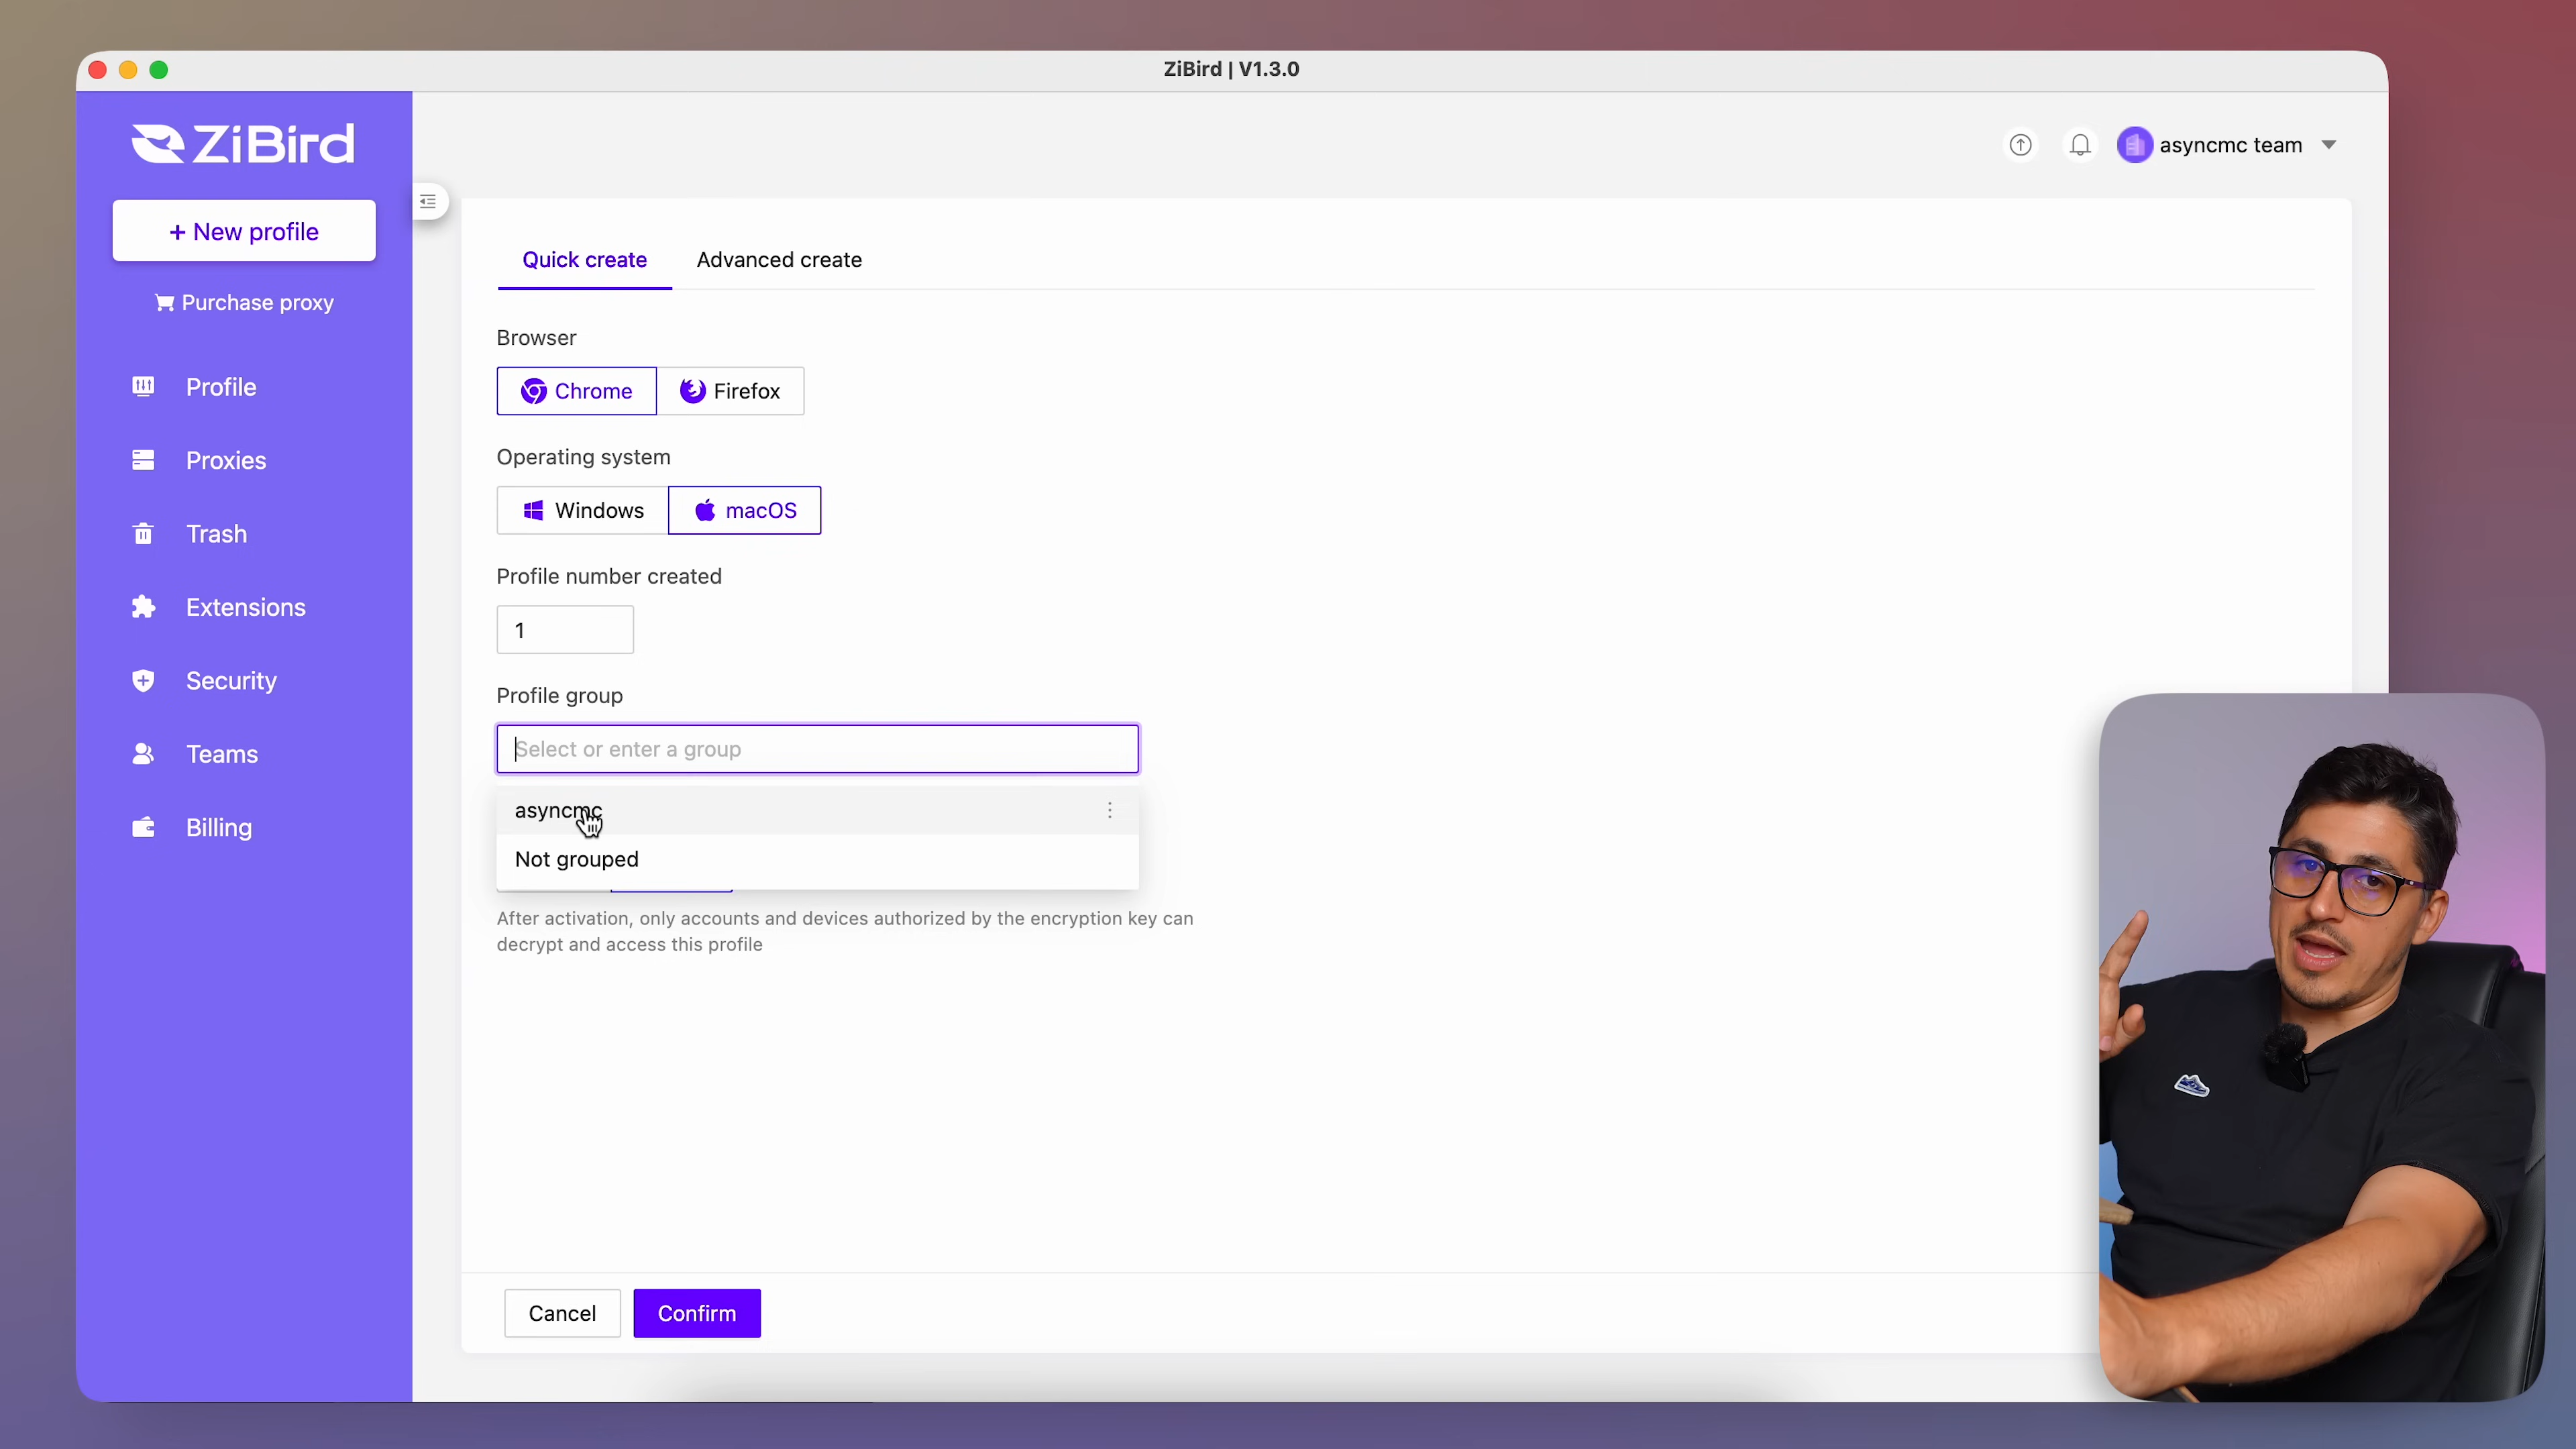 ZiBird | V1.3.0
ZiBird
asyncmc team
+ New profile
Purchase proxy
Profile
Proxies
Trash
Extensions
Security
Teams
Billing
Quick create
Advanced create
Browser
Chrome
Firefox
Operating system
Windows
macOS
Profile number created
1
Profile group
Select or enter a group
asyncmc
Not grouped
After activation, only accounts and devices authorized by the encryption key can
decrypt and access this profile
Cancel
Confirm